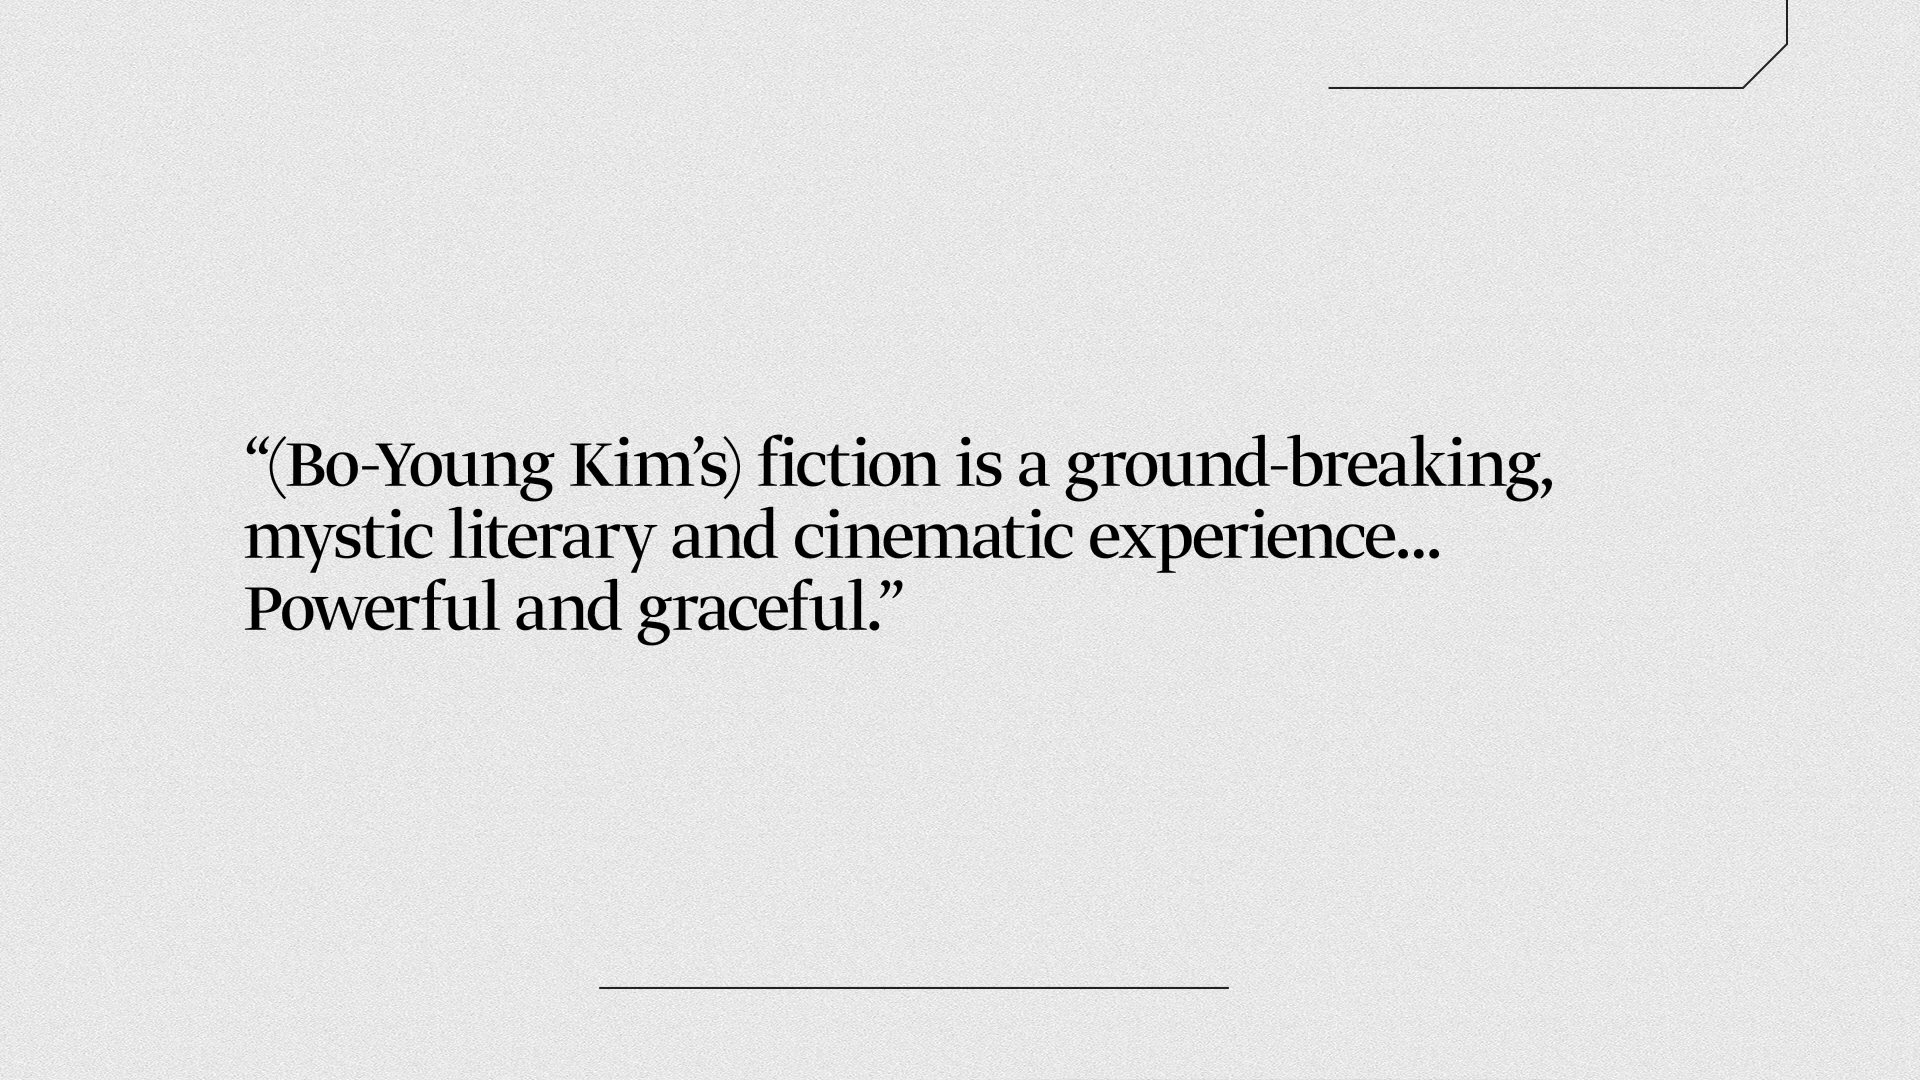 “(Bo-Young Kim’s) fiction is a ground-breaking,
mystic literary and cinematic experience...
Powerful and graceful.”